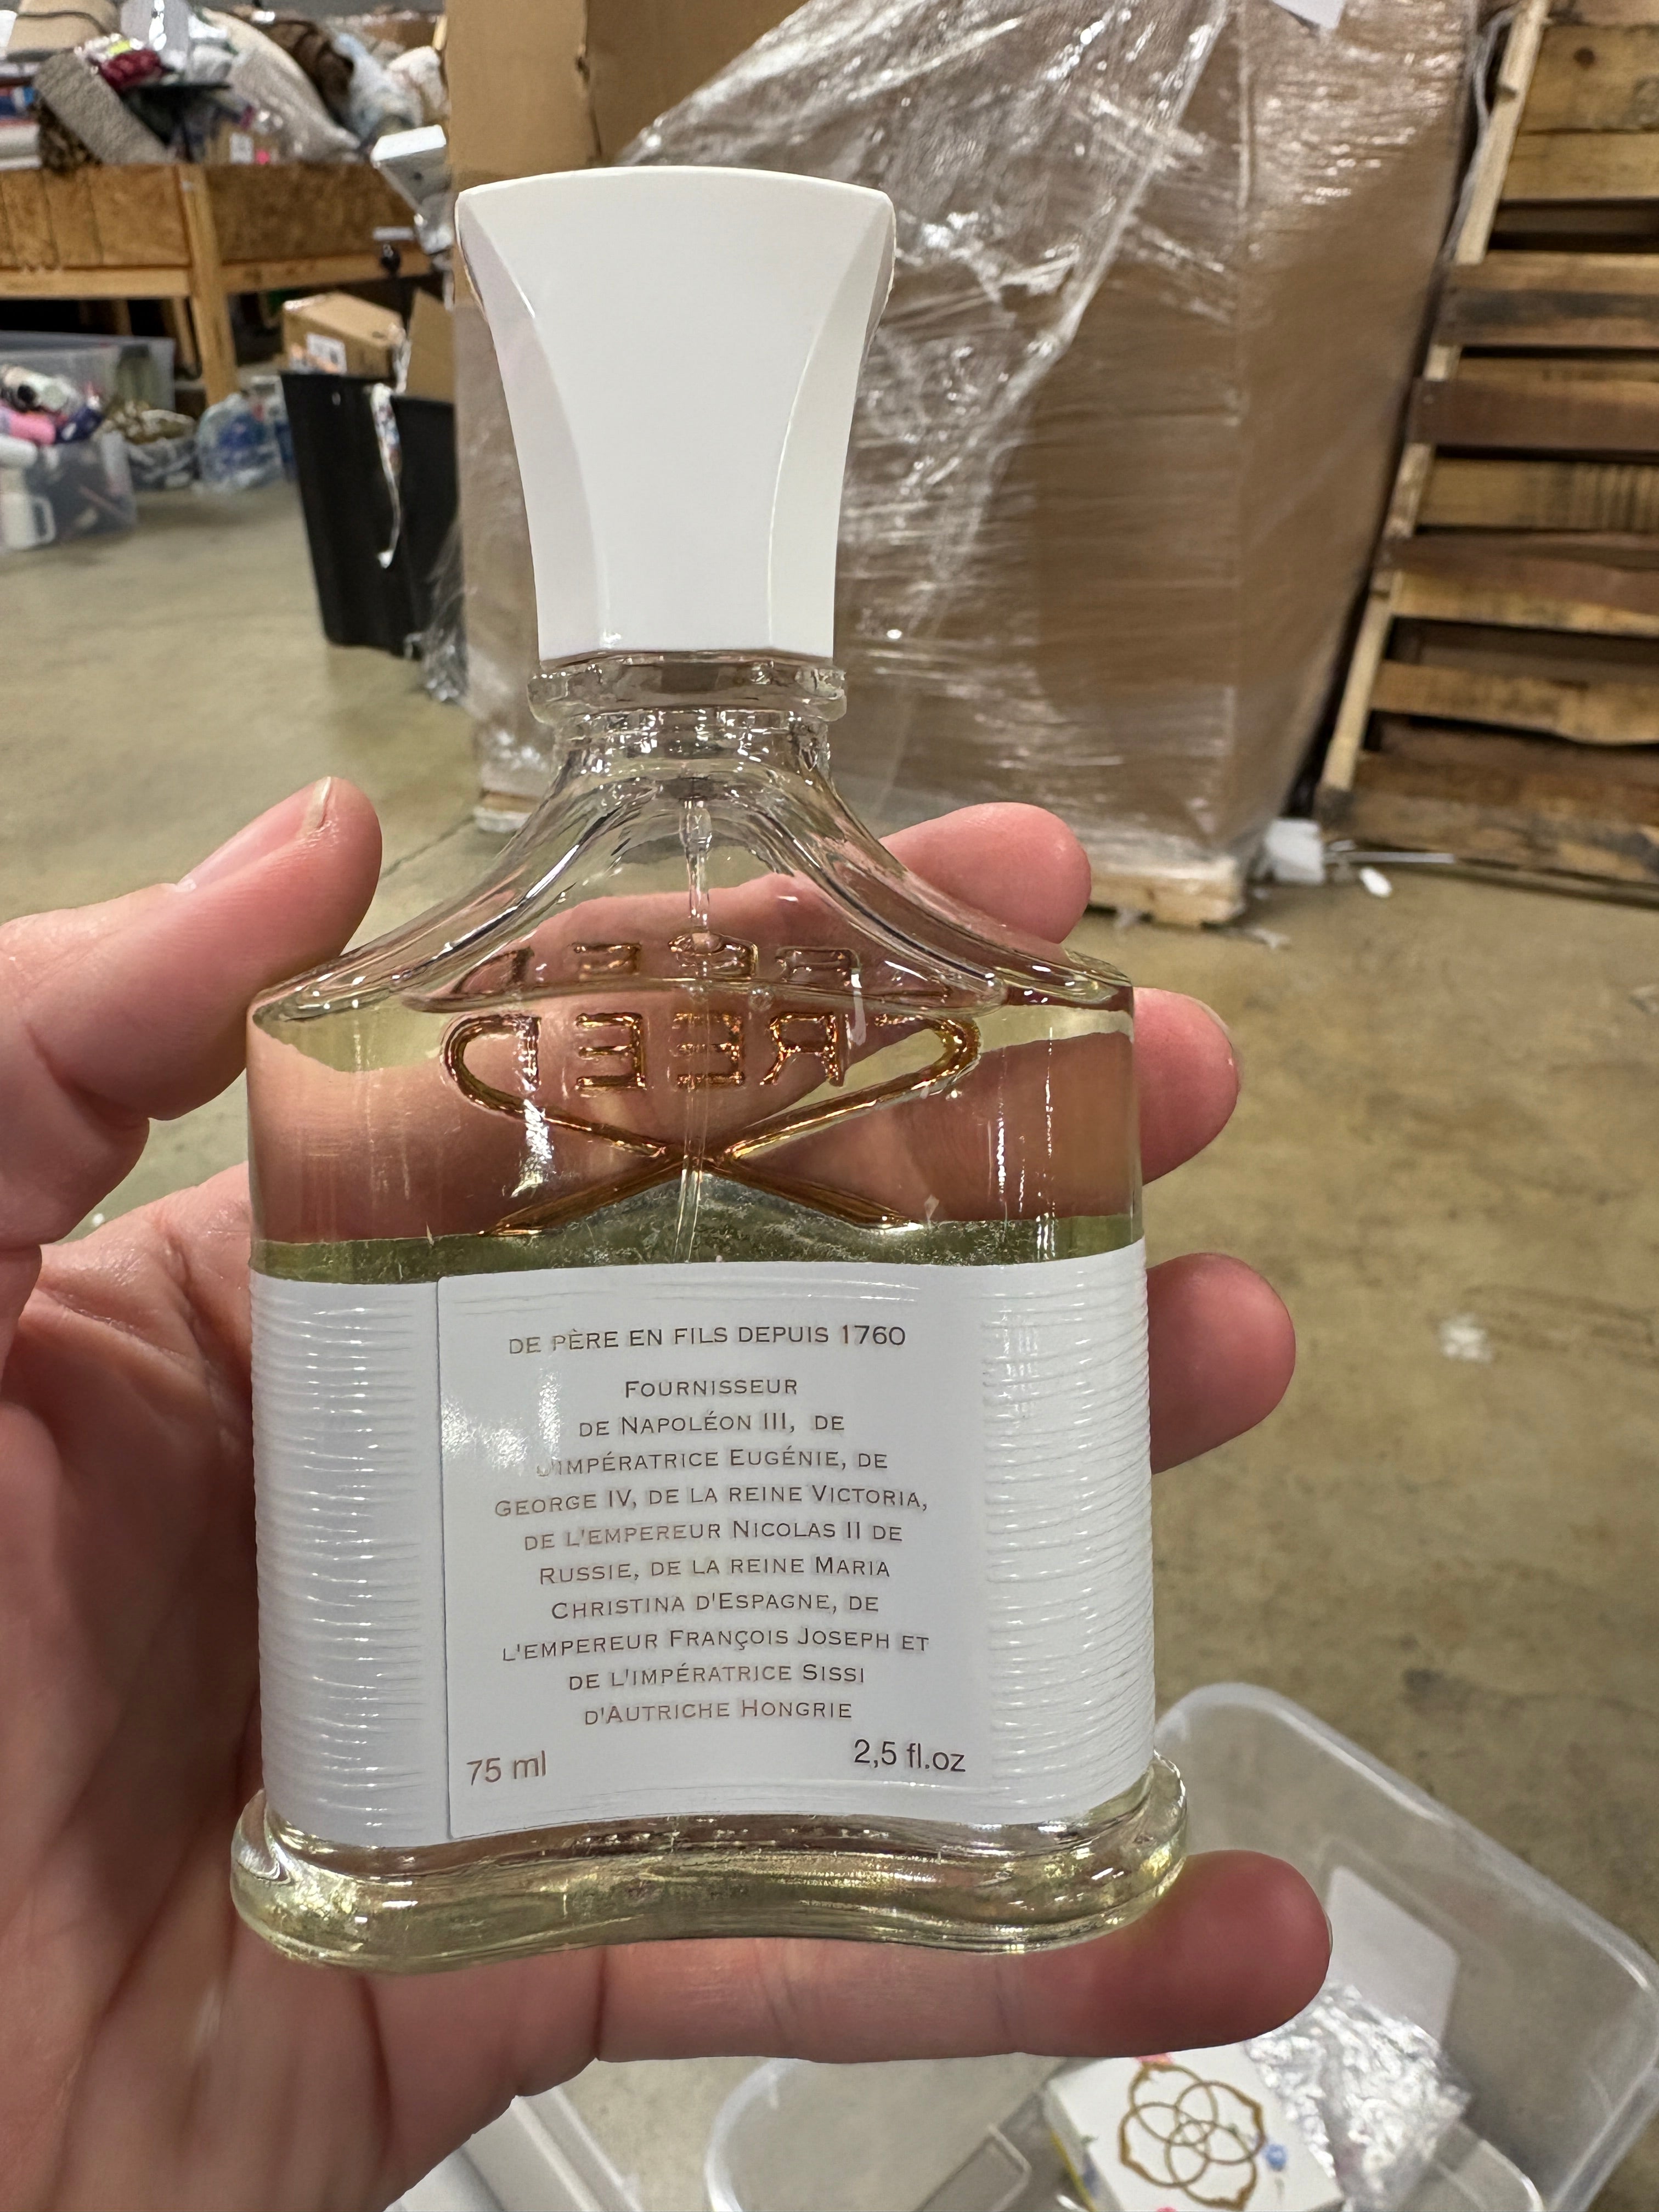 CREED
DE PÈRE EN FILS DEPUIS 1760
FOURNISSEUR
DE NAPOLÉON III, DE
L'IMPÉRATRICE EUGÉNIE, DE
GEORGE IV, DE LA REINE VICTORIA,
DE L'EMPEREUR NICOLAS II DE
RUSSIE, DE LA REINE MARIA
CHRISTINA D'ESPAGNE, DE
L'EMPEREUR FRANÇOIS JOSEPH ET
DE L'IMPÉRATRICE SISSI
D'AUTRICHE HONGRIE
75 ml 2,5 fl.oz